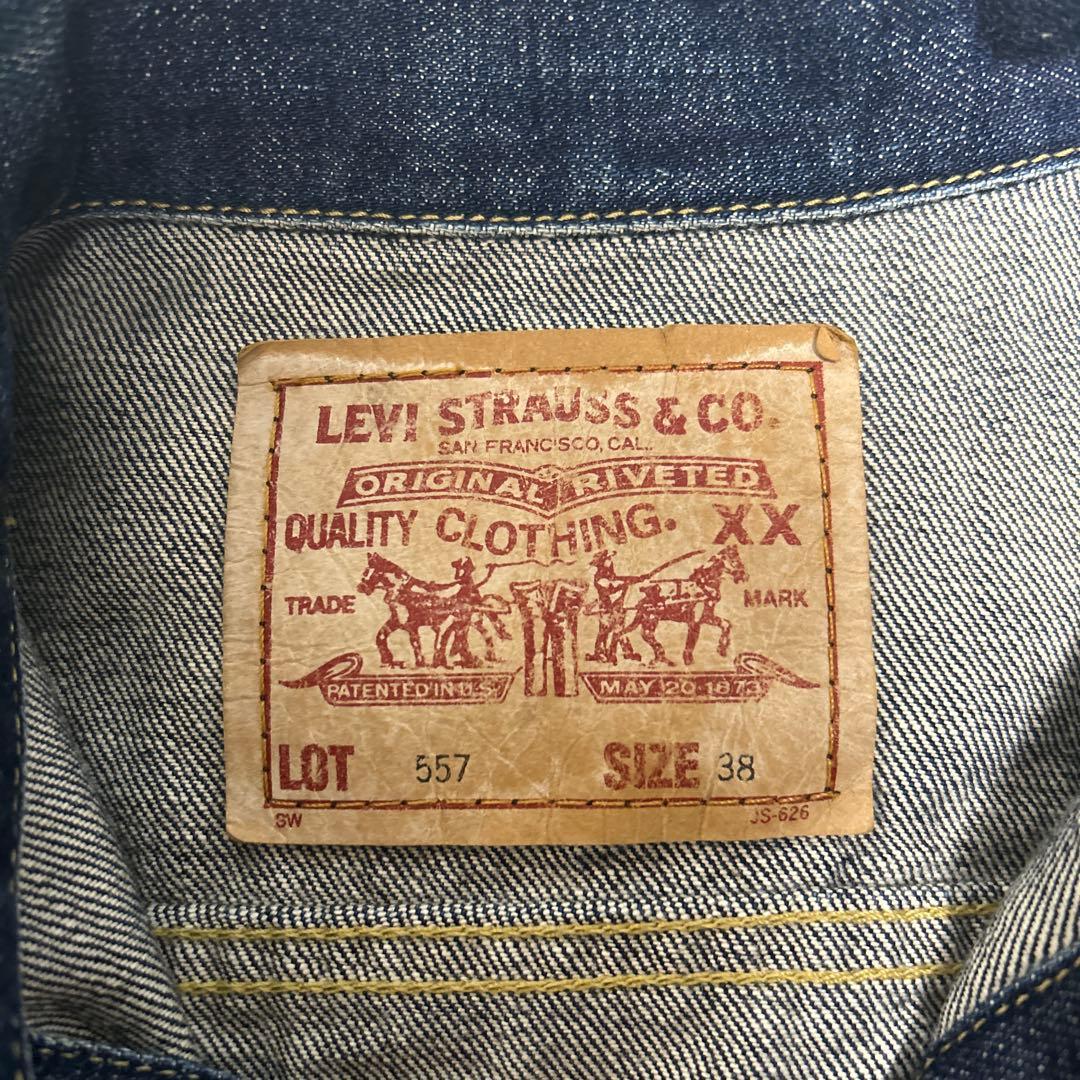 LEVI STRAUSS & CO.
SAN FRANCISCO, CAL.
ORIGINAL RIVETED
QUALITY CLOTHING. XX
TRADE MARK
PATENTED IN U.S. MAY 20 1873
LOT 557 SIZE 38
SW JS-626